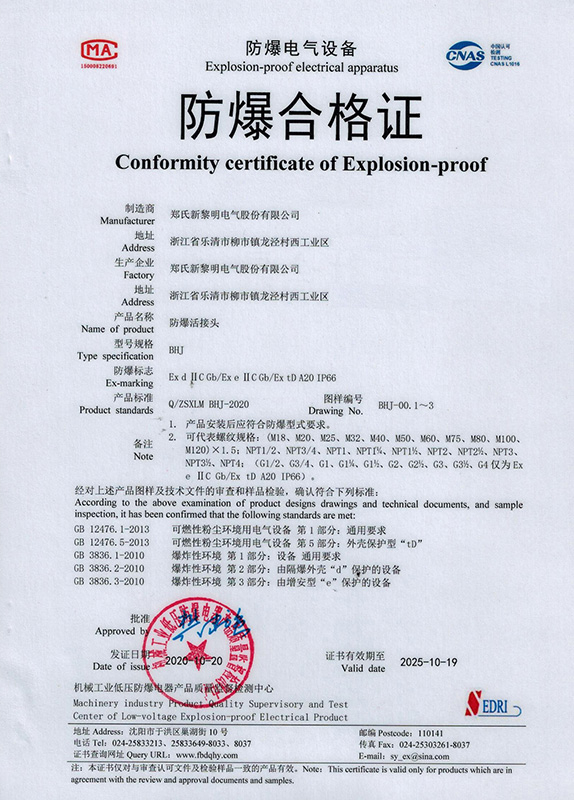 MA
150008220691
防爆电气设备
Explosion-proof electrical apparatus
CNAS
中国认可
检测
TESTING
CNAS L1016
防爆合格证
Conformity certificate of Explosion-proof
制造商
Manufacturer
郑氏新黎明电气股份有限公司
地址
Address
浙江省乐清市柳市镇龙泾村西工业区
生产企业
Factory
郑氏新黎明电气股份有限公司
地址
Address
浙江省乐清市柳市镇龙泾村西工业区
产品名称
Name of product
防爆活接头
型号规格
Type specification
BHJ
防爆标志
Ex-marking
Ex d ⅡC Gb/Ex e ⅡC Gb/Ex tD A20 IP66
产品标准
Product standards
Q/ZSXLM BHJ-2020
图样编号
Drawing No.
BHJ-00.1～3
备注
Note
1. 产品安装后应符合防爆型式要求。
2. 可代表螺纹规格：(M18、M20、M25、M32、M40、M50、M60、M75、M80、M100、
M120)×1.5；NPT1/2、NPT3/4、NPT1、NPT1¼、NPT1½、NPT2、NPT2½、NPT3、
NPT3½、NPT4；（G1/2、G3/4、G1、G1¼、G1½、G2、G2½、G3、G3½、G4 仅为 Ex
e ⅡC Gb/Ex tD A20 IP66）。
经对上述产品图样及技术文件的审查和样品检验，确认符合下列标准：
According to the above examination of product designs drawings and technical documents, and sample
inspection, it has been confirmed that the following standards are met:
GB 12476.1-2013 可燃性粉尘环境用电气设备 第 1 部分：通用要求
GB 12476.5-2013 可燃性粉尘环境用电气设备 第 5 部分：外壳保护型“tD”
GB 3836.1-2010 爆炸性环境 第 1 部分：设备 通用要求
GB 3836.2-2010 爆炸性环境 第 2 部分：由隔爆外壳“d”保护的设备
GB 3836.3-2010 爆炸性环境 第 3 部分：由增安型“e”保护的设备
批准
Approved by
发证日期
Date of issue
2020-10-20
证书有效期至
Valid date
2025-10-19
机械工业低压防爆电器产品质量监督检测中心
Machinery industry Product Quality Supervisory and Test
Center of Low-voltage Explosion-proof Electrical Product
SEDRI
地址 Address: 沈阳市于洪区巢湖街 10 号
邮编 Postcode: 110141
电话 Tel: 024-25833213、25833649-8033、8037
传真 Fax: 024-25303261-8037
证书查询网址 Query URL: www.fbdqhy.com
E-mail: sy_ex@sina.com
注：本证书仅对与审查认可文件及检验样品一致的产品有效。Note: This certificate is valid only for products which are in
agreement with the review and approval documents and samples.